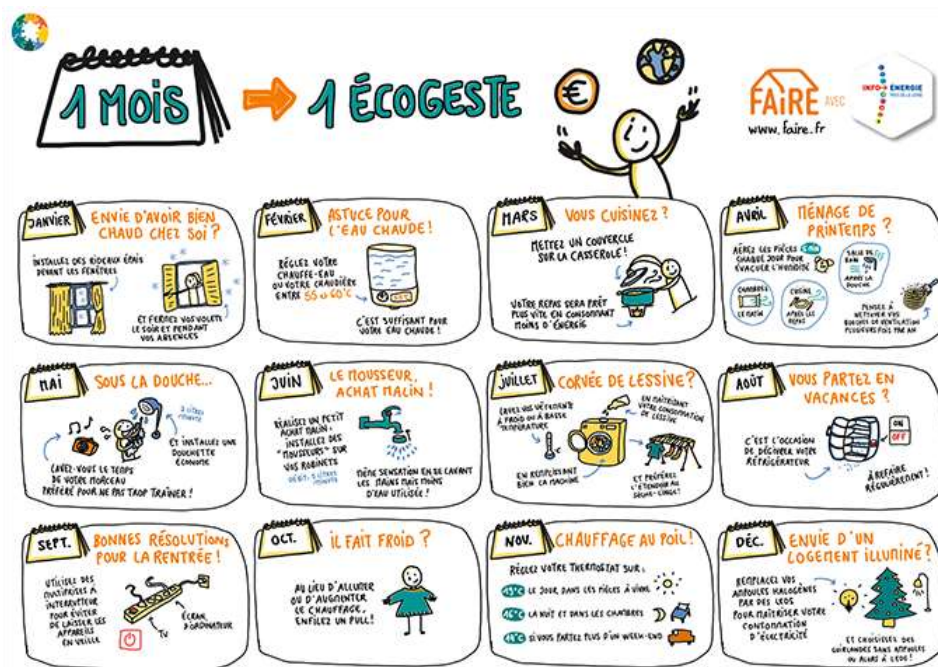 1 MOIS
1 ÉCOGESTE
€
FAiRE AVEC
www.faire.fr
INFO ÉNERGIE
JANVIER
ENVIE D'AVOIR BIEN
CHAUD CHEZ SOI ?
INSTALLEZ DES RIDEAUX ÉPAIS
DEVANT LES FENÊTRES
ET FERMEZ VOS VOLETS
LE SOIR ET PENDANT
VOS ABSENCES
FÉVRIER
ASTUCE POUR
L'EAU CHAUDE !
RÉGLEZ VOTRE
CHAUFFE-EAU
OU VOTRE CHAUDIÈRE
ENTRE 55 ET 60°C
C'EST SUFFISANT POUR
VOTRE EAU CHAUDE !
MARS
VOUS CUISINEZ ?
METTEZ UN COUVERCLE
SUR LA CASSEROLE !
VOTRE REPAS SERA PRÊT
PLUS VITE EN CONSOMMANT
MOINS D'ÉNERGIE
AVRIL
MÉNAGE DE
PRINTEMPS ?
AÉREZ LES PIÈCES
CHAQUE JOUR POUR
ÉVACUER L'HUMIDITÉ
SALLE DE
BAIN
APRÈS LA
DOUCHE
CHAMBRES
LE MATIN
CUISINE
APRÈS LES
REPAS
PENSEZ À
NETTOYER VOS
BOUCHES DE VENTILATION
PLUSIEURS FOIS PAR AN
MAI
SOUS LA DOUCHE...
LAVEZ-VOUS LE TEMPS
DE VOTRE MORCEAU
PRÉFÉRÉ POUR NE PAS TROP TRAÎNER !
ET INSTALLEZ UNE
DOUCHETTE
ÉCONOME
JUIN
LE MOUSSEUR,
ACHAT MALIN !
RÉALISEZ UN PETIT
ACHAT MALIN :
INSTALLEZ DES
"MOUSSEURS" SUR
VOS ROBINETS
MÊME SENSATION EN SE LAVANT
LES MAINS MAIS MOINS
D'EAU UTILISÉE !
JUILLET
CORVÉE DE LESSIVE ?
LAVEZ VOS VÊTEMENTS
À FROID OU À BASSE
TEMPÉRATURE
EN MAÎTRISANT
VOTRE CONSOMMATION
DE LESSIVE
EN REMPLISSANT
BIEN LA MACHINE
ET PRÉFÉREZ
L'ÉTENDOIR AU
SÈCHE-LINGE !
AOÛT
VOUS PARTEZ EN
VACANCES ?
C'EST L'OCCASION
DE DÉGIVRER VOTRE
RÉFRIGÉRATEUR
ON
OFF
À REFAIRE
RÉGULIÈREMENT !
SEPT.
BONNES RÉSOLUTIONS
POUR LA RENTRÉE !
UTILISEZ DES
MULTIPRISES À
INTERRUPTEUR
POUR ÉVITER
DE LAISSER LES
APPAREILS
EN VEILLE
TV
ÉCRAN
D'ORDINATEUR
OCT.
IL FAIT FROID ?
AU LIEU D'ALLUMER
OU D'AUGMENTER
LE CHAUFFAGE,
ENFILEZ UN PULL !
NOV.
CHAUFFAGE AU POIL !
RÉGLEZ VOTRE THERMOSTAT SUR :
LE JOUR DANS LES PIÈCES À VIVRE
LA NUIT ET DANS LES CHAMBRES
SI VOUS PARTEZ PLUS D'UN WEEK-END
DÉC.
ENVIE D'UN
LOGEMENT ILLUMINÉ ?
REMPLACEZ VOS
AMPOULES HALOGÈNES
PAR DES LEDS
POUR MAÎTRISER VOTRE
CONSOMMATION
D'ÉLECTRICITÉ
ET CHOISISSEZ DES
GUIRLANDES SANS AMPOULES
OU ALORS À LEDS !